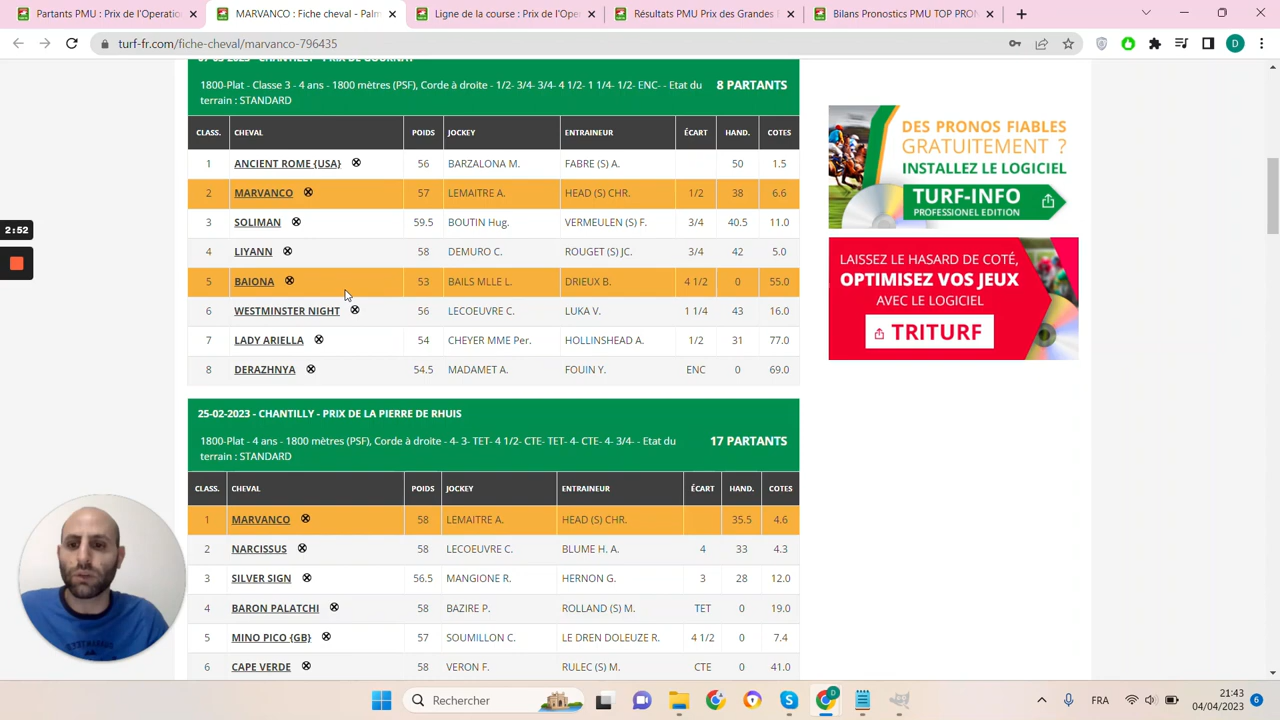 Partants PMU : Prix de l'Operation
MARVANCO : Fiche cheval - Palm
Ligne de la course : Prix de l'Ope
Résultats PMU Prix des Grandes
Bilans Pronostics PMU TOP PRON
turf-fr.com/fiche-cheval/marvanco-796435
D
1800-Plat - Classe 3 - 4 ans - 1800 mètres (PSF), Corde à droite - 1/2- 3/4- 3/4- 4 1/2- 1 1/4- 1/2- ENC- - Etat du
terrain : STANDARD
8 PARTANTS
CLASS. CHEVAL POIDS JOCKEY ENTRAINEUR ÉCART HAND. COTES
1 ANCIENT ROME {USA} 56 BARZALONA M. FABRE (S) A. 50 1.5
2 MARVANCO 57 LEMAITRE A. HEAD (S) CHR. 1/2 38 6.6
3 SOLIMAN 59.5 BOUTIN Hug. VERMEULEN (S) F. 3/4 40.5 11.0
4 LIYANN 58 DEMURO C. ROUGET (S) JC. 3/4 42 5.0
5 BAIONA 53 BAILS MLLE L. DRIEUX B. 4 1/2 0 55.0
6 WESTMINSTER NIGHT 56 LECOEUVRE C. LUKA V. 1 1/4 43 16.0
7 LADY ARIELLA 54 CHEYER MME Per. HOLLINSHEAD A. 1/2 31 77.0
8 DERAZHNYA 54.5 MADAMET A. FOUIN Y. ENC 0 69.0
25-02-2023 - CHANTILLY - PRIX DE LA PIERRE DE RHUIS
1800-Plat - 4 ans - 1800 mètres (PSF), Corde à droite - 4- 3- TET- 4 1/2- CTE- TET- 4- CTE- 4- 3/4- - Etat du
terrain : STANDARD
17 PARTANTS
CLASS. CHEVAL POIDS JOCKEY ENTRAINEUR ÉCART HAND. COTES
1 MARVANCO 58 LEMAITRE A. HEAD (S) CHR. 35.5 4.6
2 NARCISSUS 58 LECOEUVRE C. BLUME H. A. 4 33 4.3
3 SILVER SIGN 56.5 MANGIONE R. HERNON G. 3 28 12.0
4 BARON PALATCHI 58 BAZIRE P. ROLLAND (S) M. TET 0 19.0
5 MINO PICO {GB} 57 SOUMILLON C. LE DREN DOLEUZE R. 4 1/2 0 7.4
6 CAPE VERDE 58 VERON F. RULEC (S) M. CTE 0 41.0
DES PRONOS FIABLES
GRATUITEMENT ?
INSTALLEZ LE LOGICIEL
TURF-INFO
PROFESSIONEL EDITION
LAISSEZ LE HASARD DE COTÉ,
OPTIMISEZ VOS JEUX
AVEC LE LOGICIEL
TRITURF
2:52
Rechercher
FRA
21:43
04/04/2023
6